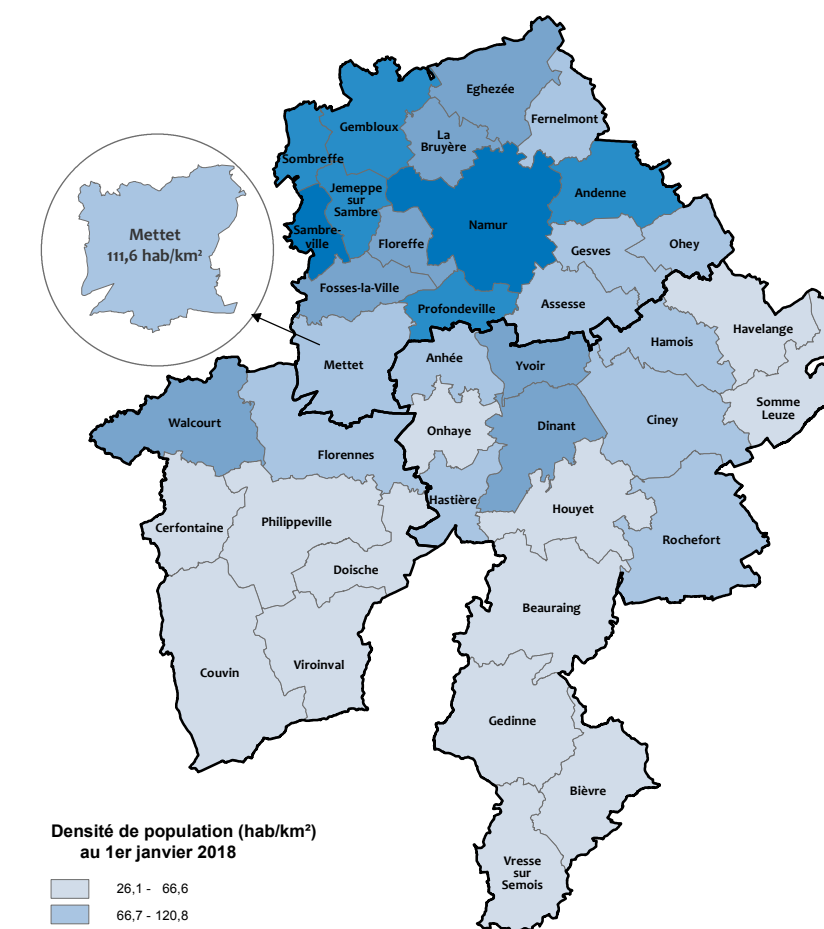 Eghezée
Fernelmont
Gembloux
La
Bruyère
Sombreffe
Jemeppe
sur
Sambre
Andenne
Mettet
111,6 hab/km²
Sambre-
ville
Floreffe
Namur
Gesves
Ohey
Fosses-la-Ville
Profondeville
Assesse
Havelange
Hamois
Mettet
Anhée
Yvoir
Somme
Leuze
Walcourt
Onhaye
Dinant
Ciney
Florennes
Hastière
Houyet
Cerfontaine
Philippeville
Rochefort
Doische
Beauraing
Couvin
Viroinval
Gedinne
Bièvre
Vresse
sur
Semois
Densité de population (hab/km²)
au 1er janvier 2018
26,1 - 66,6
66,7 - 120,8